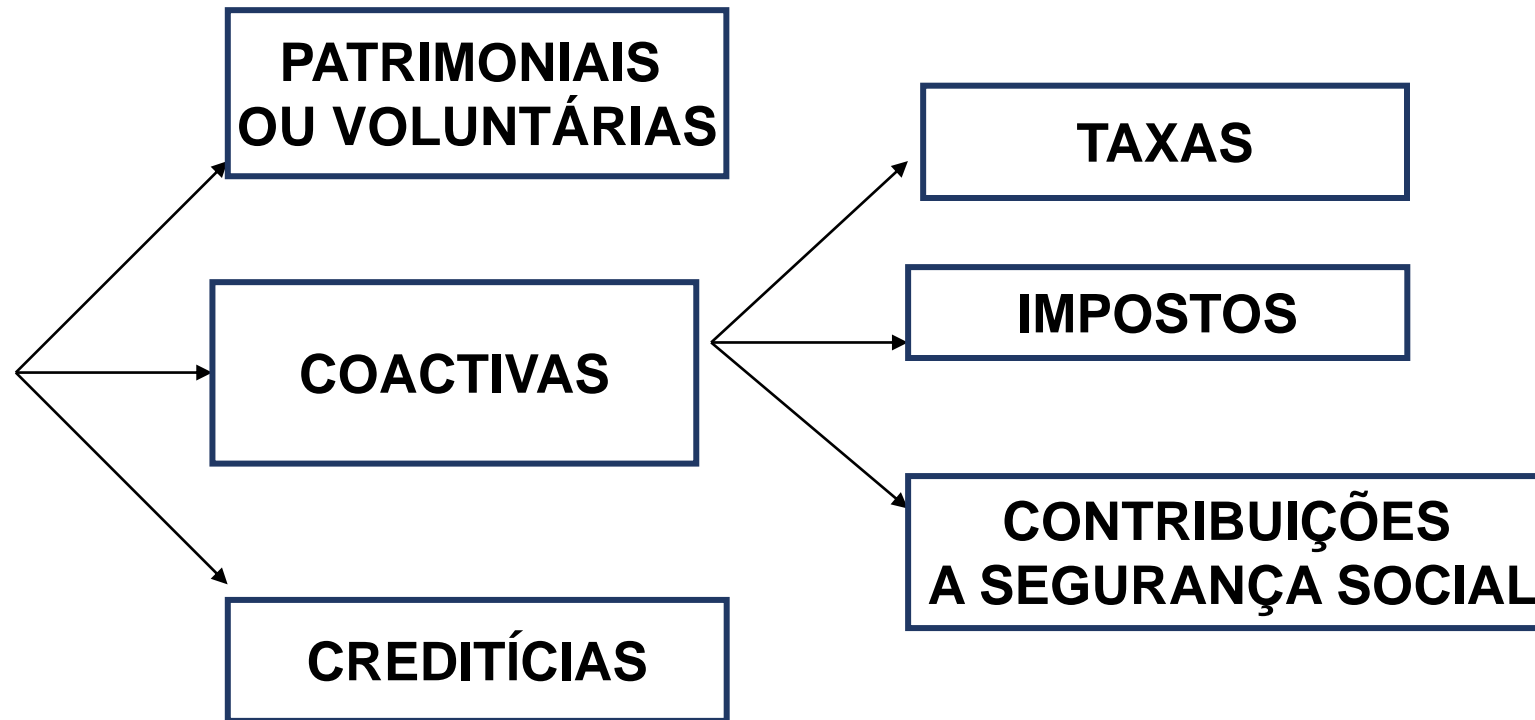 PATRIMONIAIS
OU VOLUNTÁRIAS
COACTIVAS
CREDITÍCIAS
TAXAS
IMPOSTOS
CONTRIBUIÇÕES
A SEGURANÇA SOCIAL